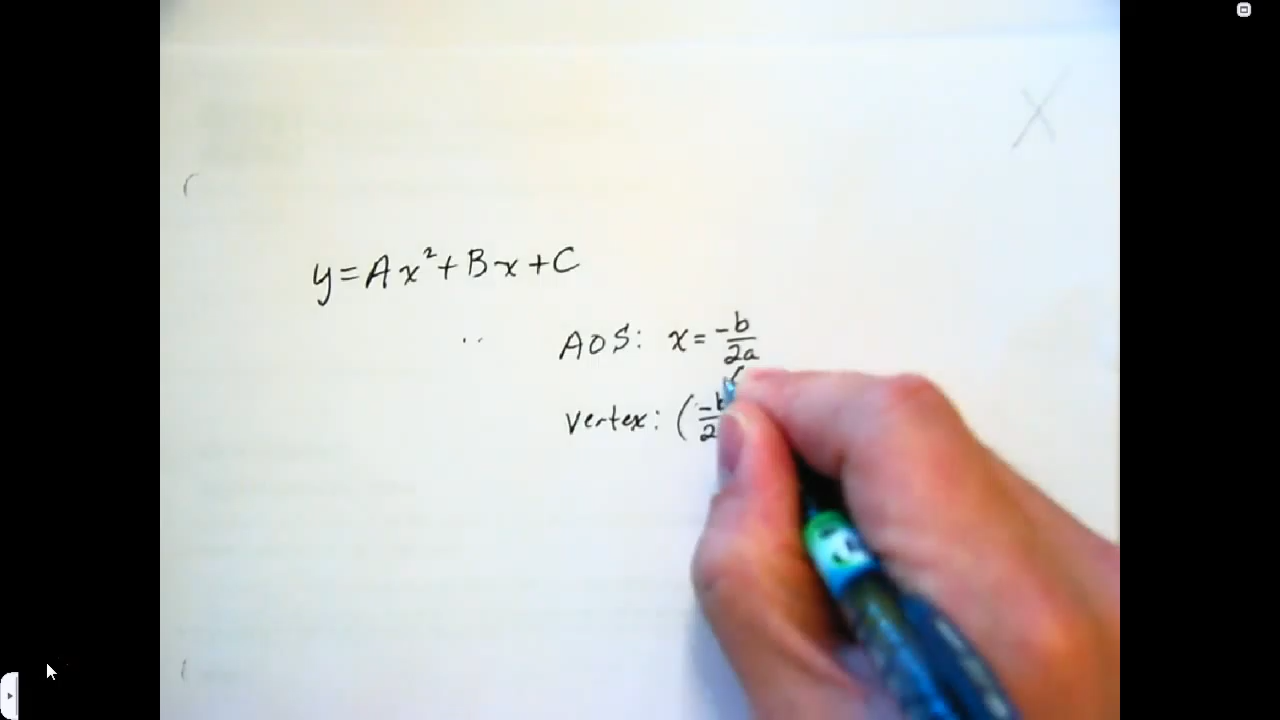 y=Ax²+Bx+C
AOS: x=-b/2a
vertex: (